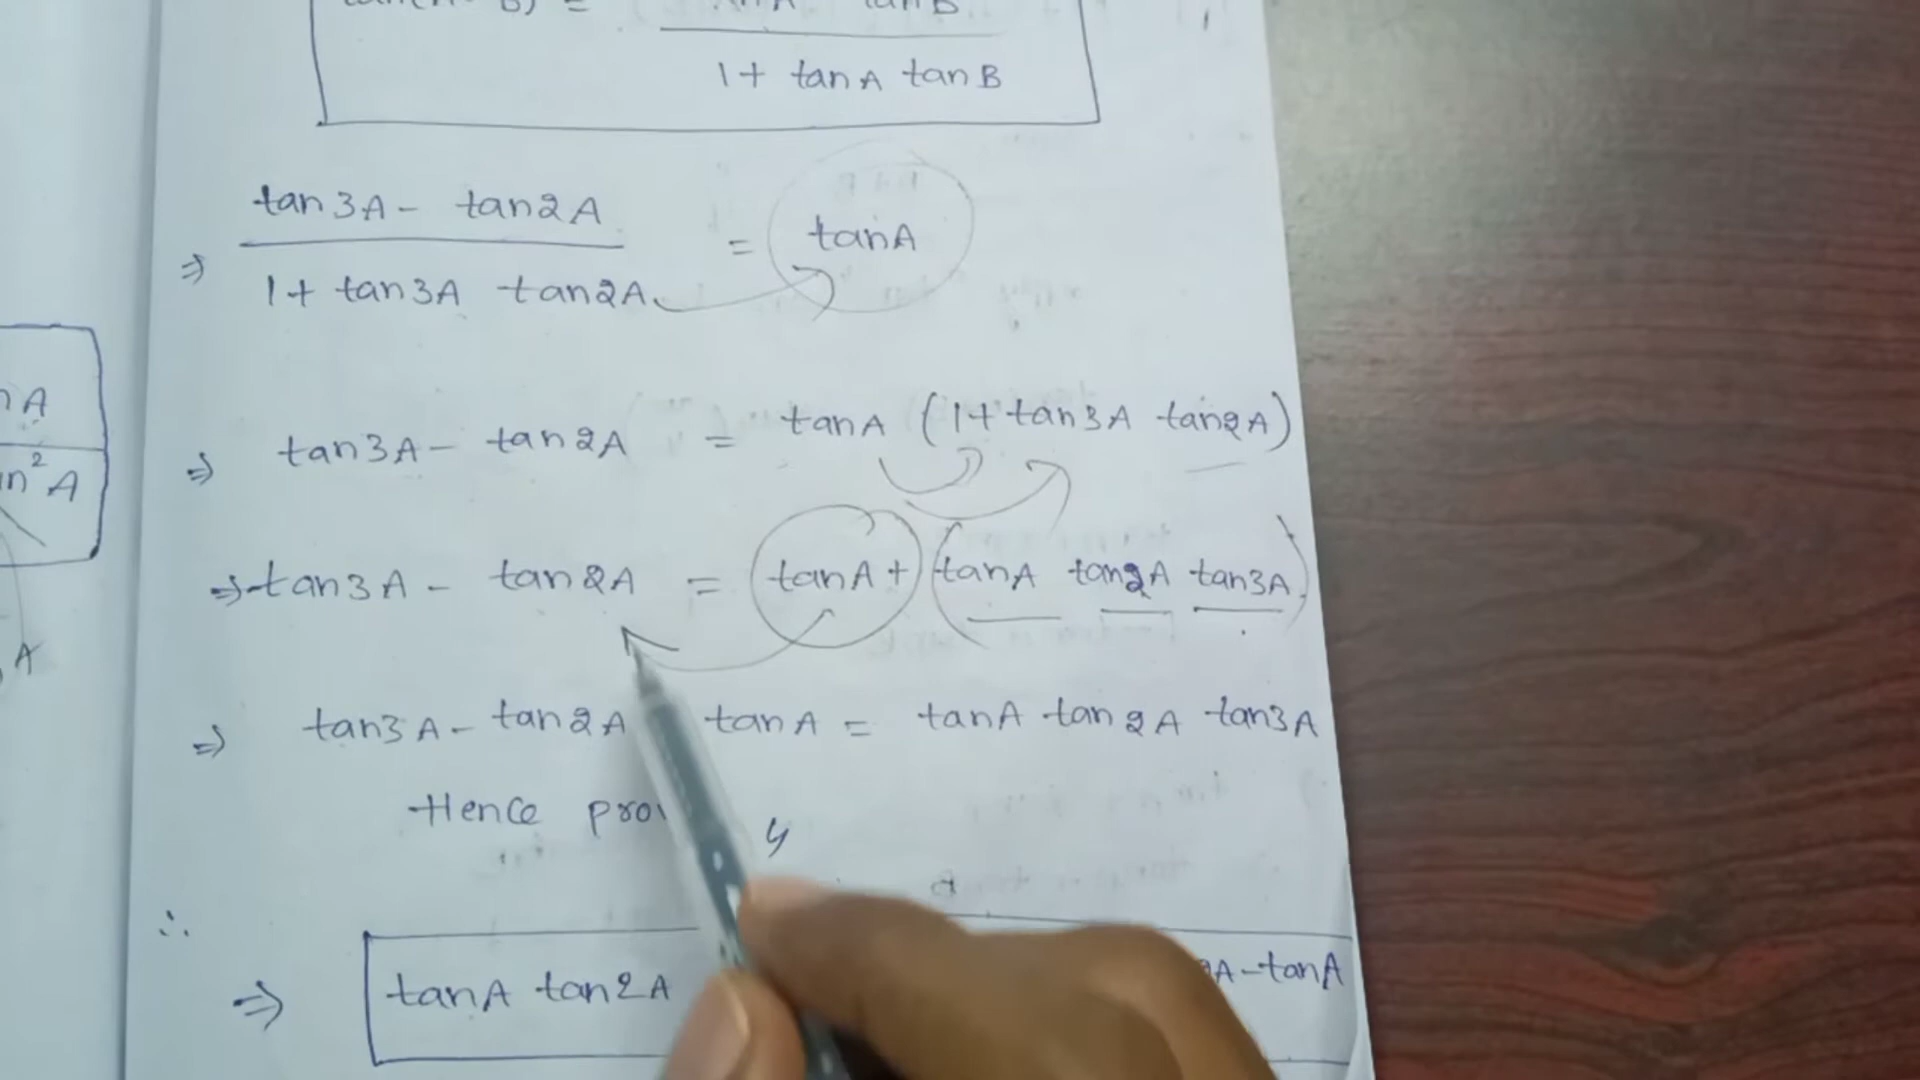 1+ tanA tanB
tan3A - tan2A
⇒ = tanA
1+ tan3A tan2A
⇒ tan3A - tan2A = tanA (1+ tan3A tan2A)
⇒ tan3A - tan2A = tanA + (tanA tan2A tan3A)
⇒ tan3A - tan2A tanA = tanA tan2A tan3A
Hence
∴
⇒ tanA tan2A A-tanA
A
n² A
A